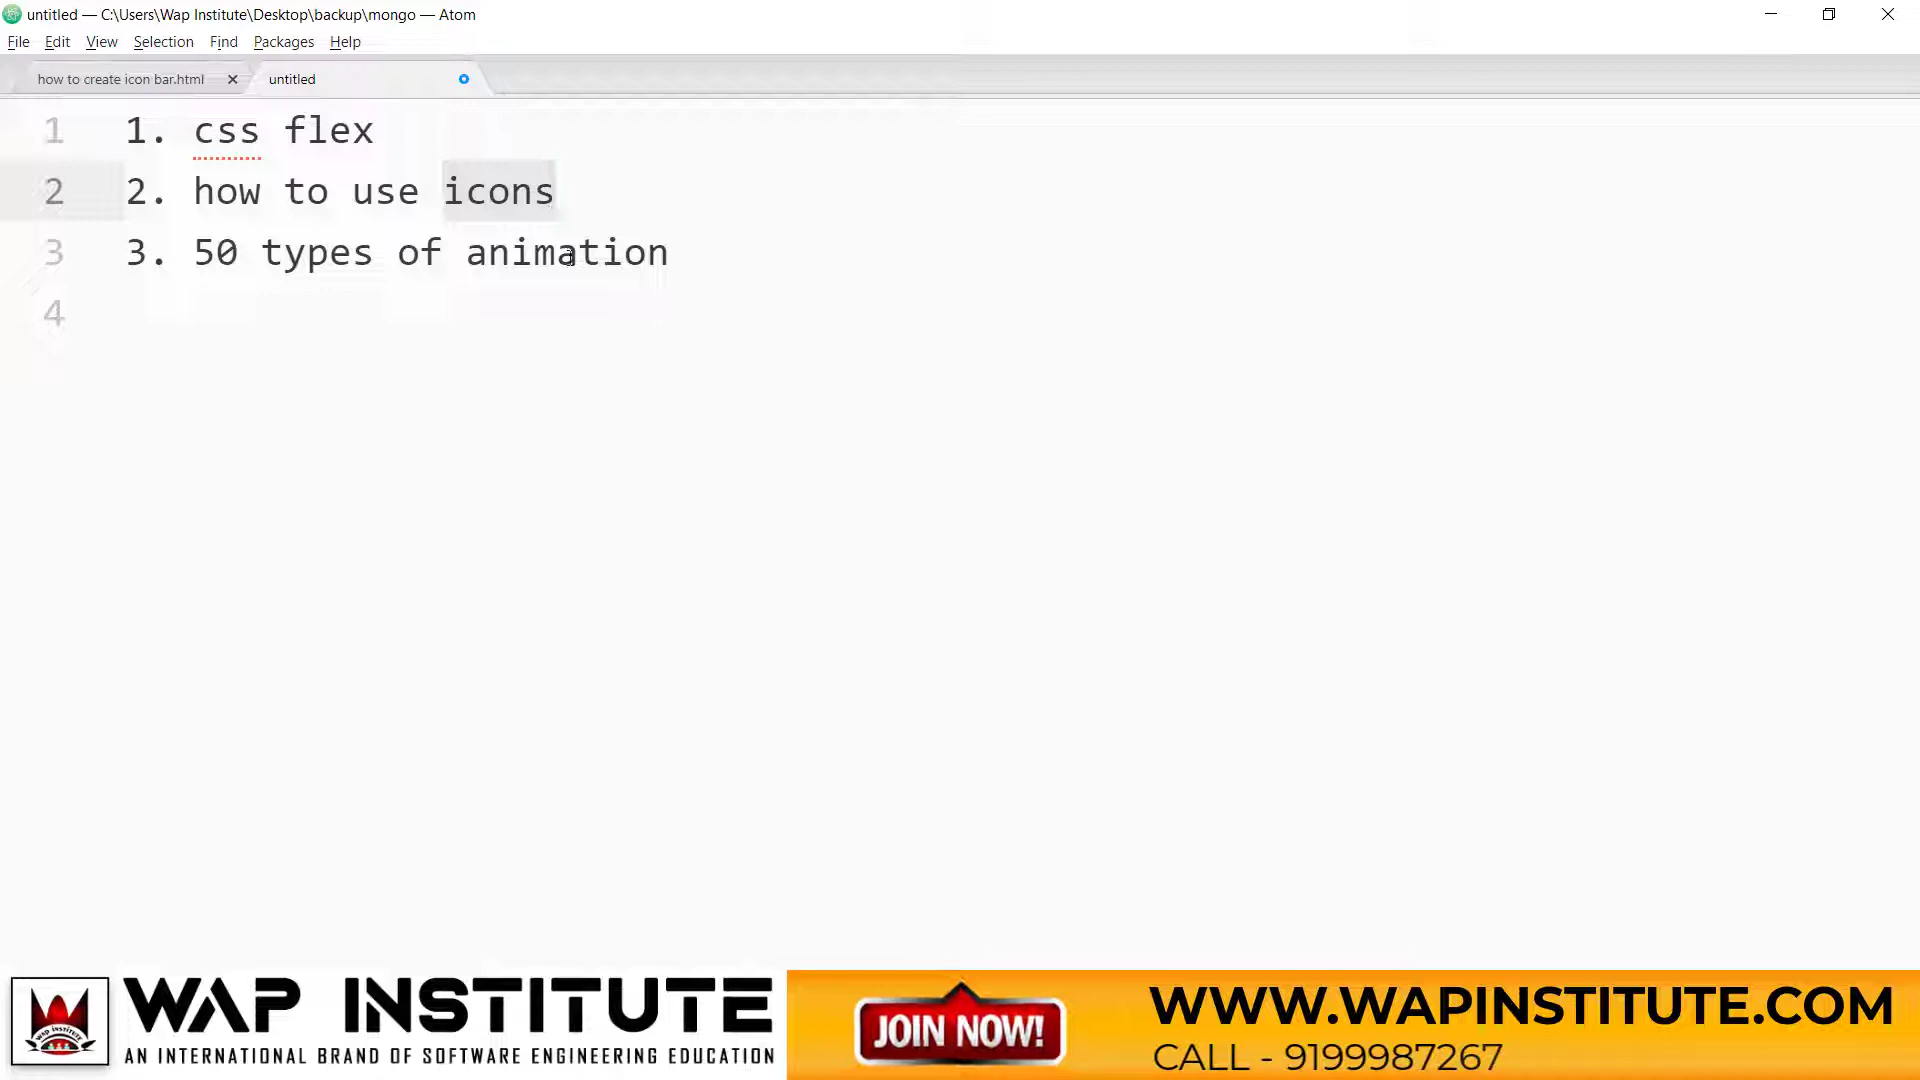 untitled — C:\Users\Wap Institute\Desktop\backup\mongo — Atom
File Edit View Selection Find Packages Help
how to create icon bar.html untitled
1 1. css flex
2 2. how to use icons
3 3. 50 types of animation
4
WAP INSTITUTE
AN INTERNATIONAL BRAND OF SOFTWARE ENGINEERING EDUCATION
WAP INSTITUTE
JOIN NOW!
WWW.WAPINSTITUTE.COM
CALL - 9199987267